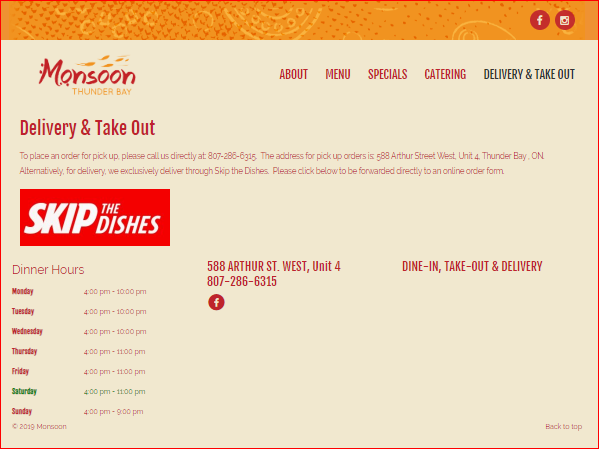 Monsoon
THUNDER BAY
ABOUT MENU SPECIALS CATERING DELIVERY & TAKE OUT
Delivery & Take Out
To place an order for pick up, please call us directly at: 807-286-6315. The address for pick up orders is: 588 Arthur Street West, Unit 4, Thunder Bay , ON.
Alternatively, for delivery, we exclusively deliver through Skip the Dishes. Please click below to be forwarded directly to an online order form.
SKIP THE DISHES
Dinner Hours
Monday 4:00 pm - 10:00 pm
Tuesday 4:00 pm - 10:00 pm
Wednesday 4:00 pm - 10:00 pm
Thursday 4:00 pm - 11:00 pm
Friday 4:00 pm - 11:00 pm
Saturday 4:00 pm - 11:00 pm
Sunday 4:00 pm - 9:00 pm
588 ARTHUR ST. WEST, Unit 4
807-286-6315
DINE-IN, TAKE-OUT & DELIVERY
© 2019 Monsoon
Back to top